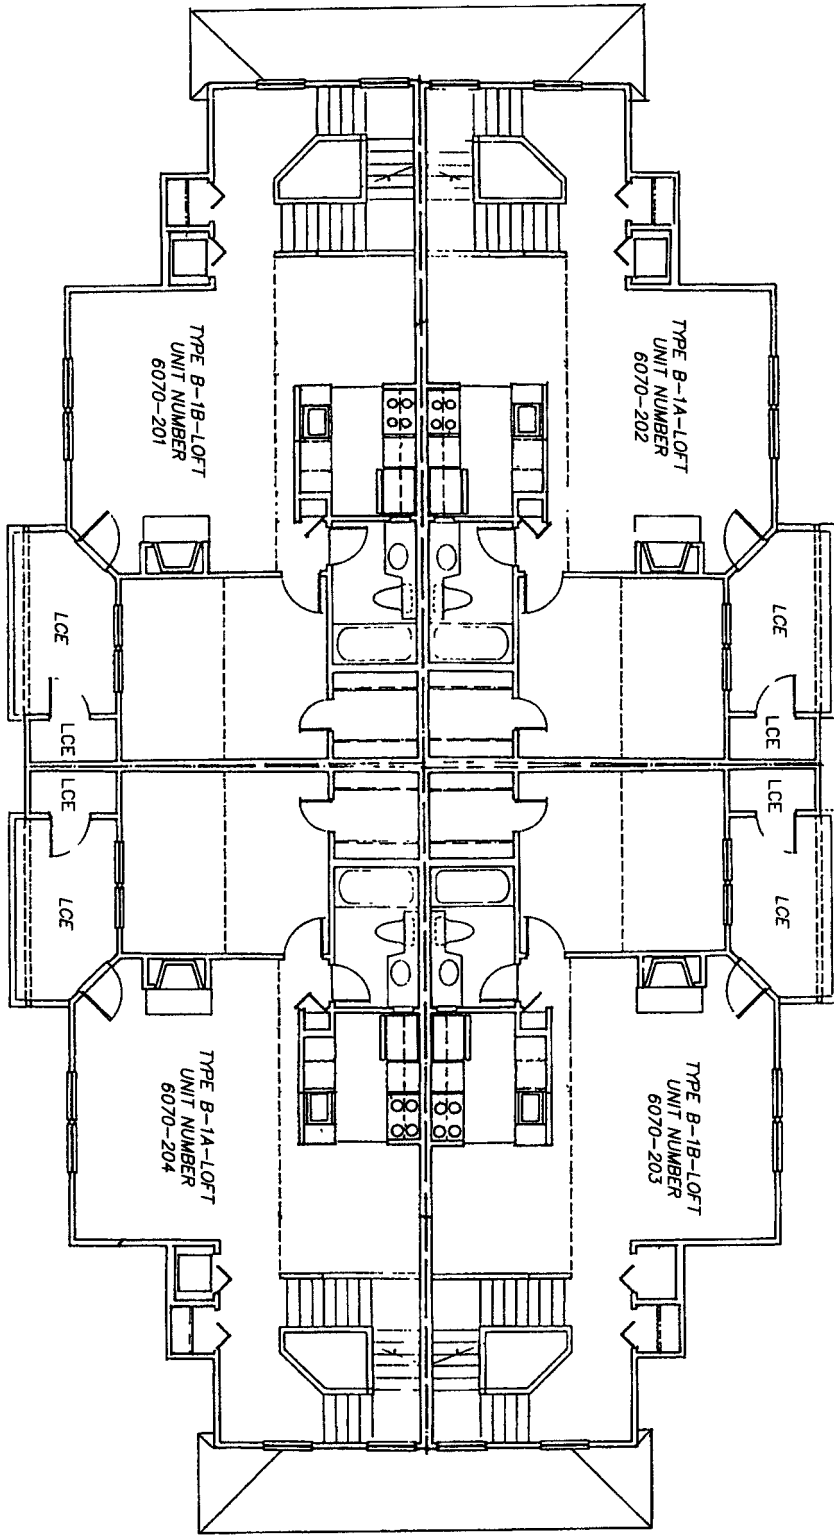 TYPE B-1B-LOFT
UNIT NUMBER
6070-201
TYPE B-1A-LOFT
UNIT NUMBER
6070-202
LCE
LCE
LCE
LCE
LCE
LCE
LCE
LCE
TYPE B-1A-LOFT
UNIT NUMBER
6070-204
TYPE B-1B-LOFT
UNIT NUMBER
6070-203